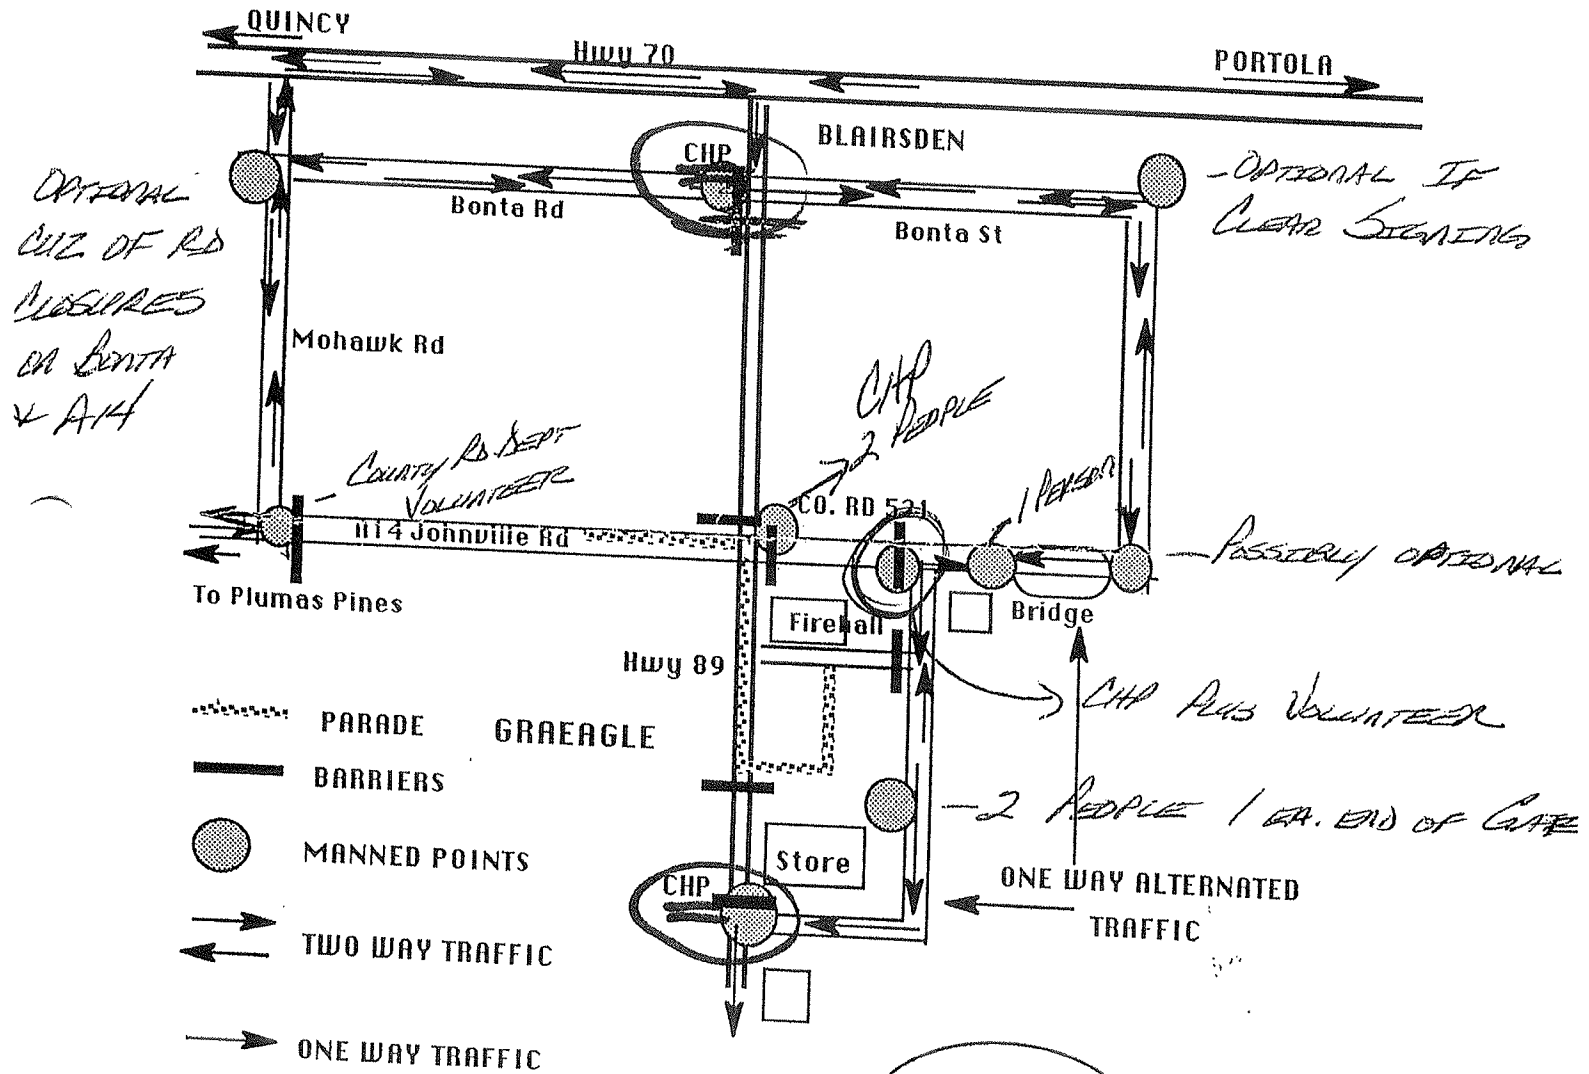 QUINCY
Hwy 70
PORTOLA
BLAIRSDEN
CHP
Bonta Rd
Bonta St
OPTIONAL
CUZ OF RD
CLOSURES
ON BONTA
& A14
- OPTIONAL IF
CLEAR SIGNING
Mohawk Rd
CHP
2 PEOPLE
COUNTY RD DEPT
VOLUNTEER
CO. RD 521
1 PERSON
A14 Johnville Rd
- POSSIBLY OPTIONAL
To Plumas Pines
Firehall
Bridge
Hwy 89
CHP PLUS VOLUNTEER
PARADE
GRAEAGLE
BARRIERS
- 2 PEOPLE 1 EA. END OF GATE
MANNED POINTS
Store
CHP
ONE WAY ALTERNATED
TRAFFIC
TWO WAY TRAFFIC
ONE WAY TRAFFIC